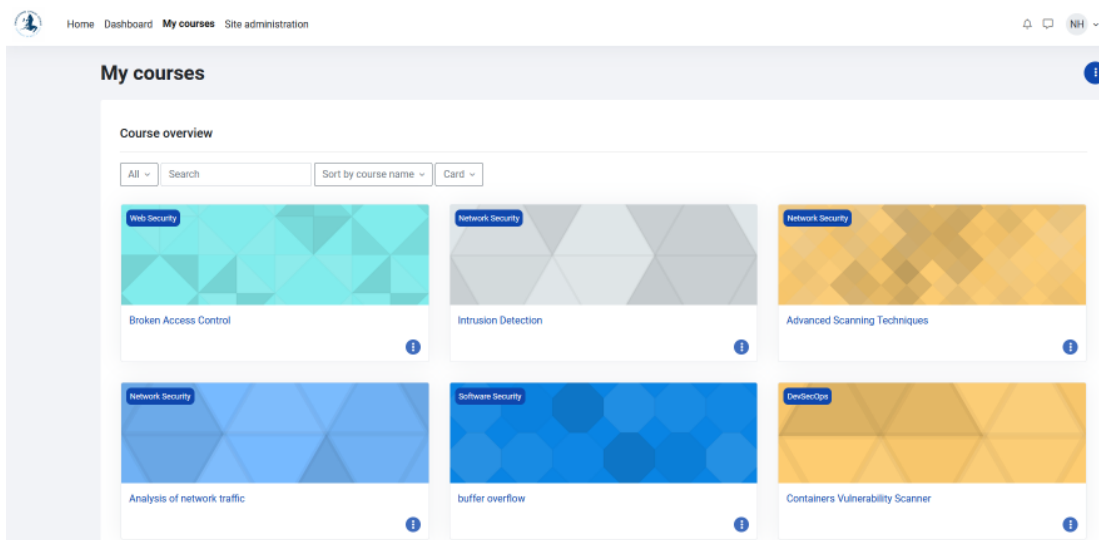 Home Dashboard My courses Site administration NH
My courses
Course overview
All Search Sort by course name Card
Web Security Network Security Network Security
Broken Access Control Intrusion Detection Advanced Scanning Techniques
Network Security Software Security DevSecOps
Analysis of network traffic buffer overflow Containers Vulnerability Scanner